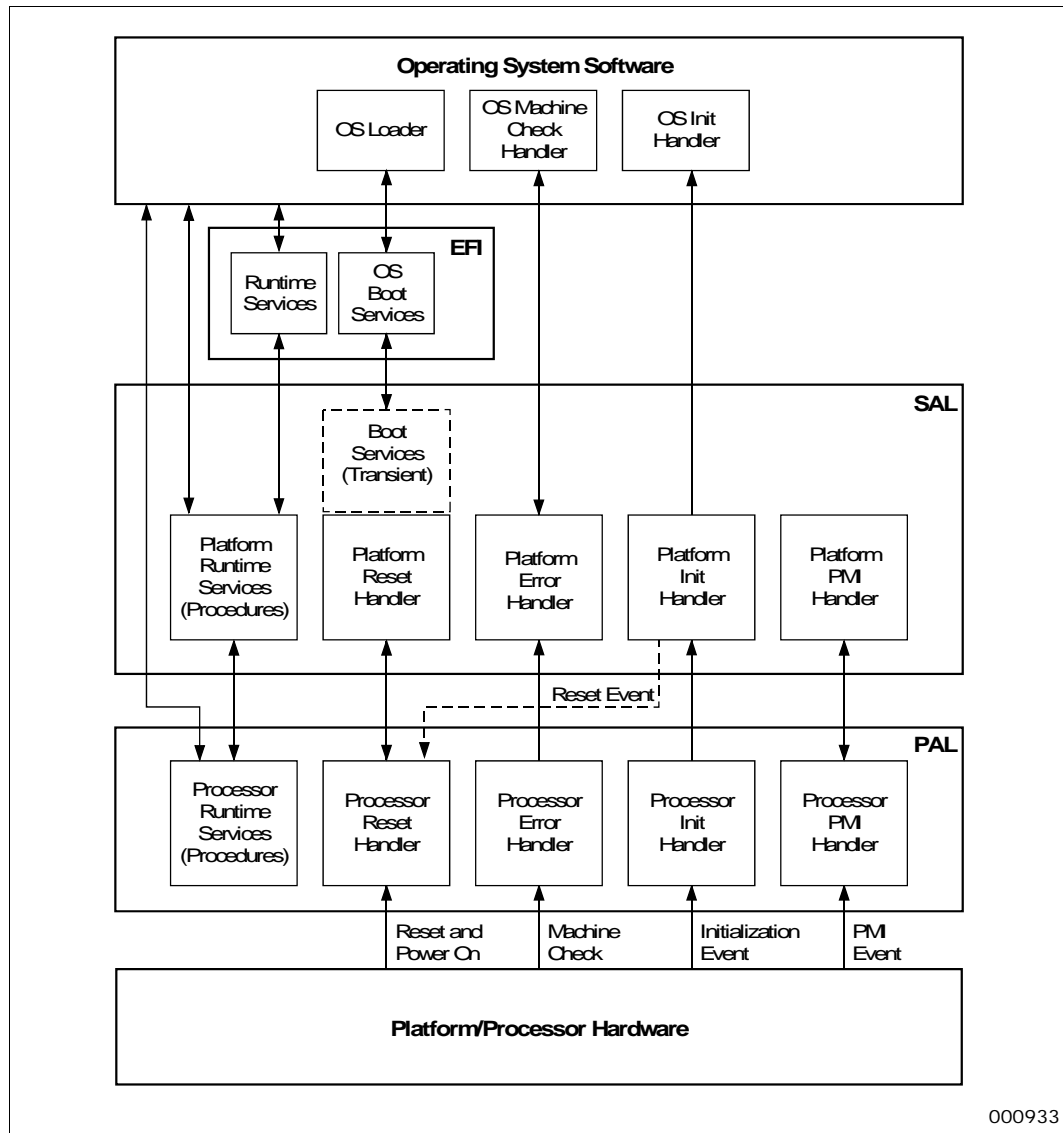 Operating System Software
OS Loader
OS Machine
Check
Handler
OS Init
Handler
EFI
Runtime
Services
OS
Boot
Services
SAL
Boot
Services
(Transient)
Platform
Runtime
Services
(Procedures)
Platform
Reset
Handler
Platform
Error
Handler
Platform
Init
Handler
Platform
PMI
Handler
Reset Event
PAL
Processor
Runtime
Services
(Procedures)
Processor
Reset
Handler
Processor
Error
Handler
Processor
Init
Handler
Processor
PMI
Handler
Reset and
Power On
Machine
Check
Initialization
Event
PMI
Event
Platform/Processor Hardware
000933